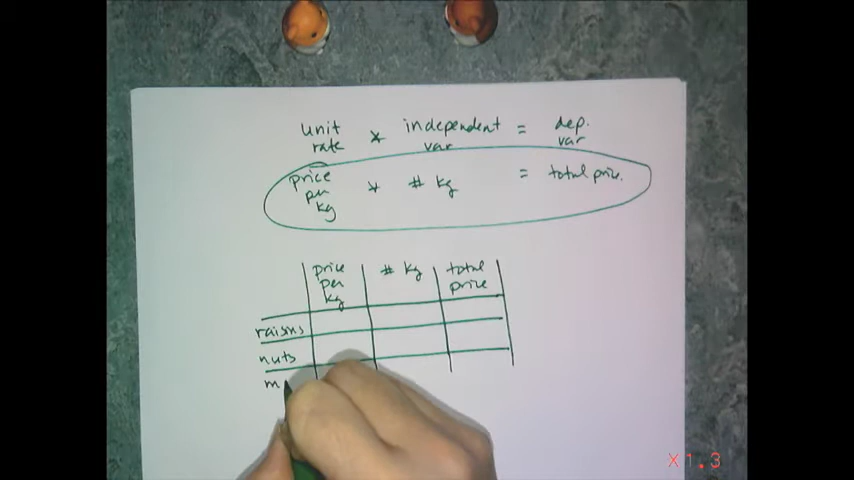 unit * independent = dep.
rate var var
price * # kg = total price.
per
kg
price # kg total
per price
kg
raisins
nuts
m
X1.3